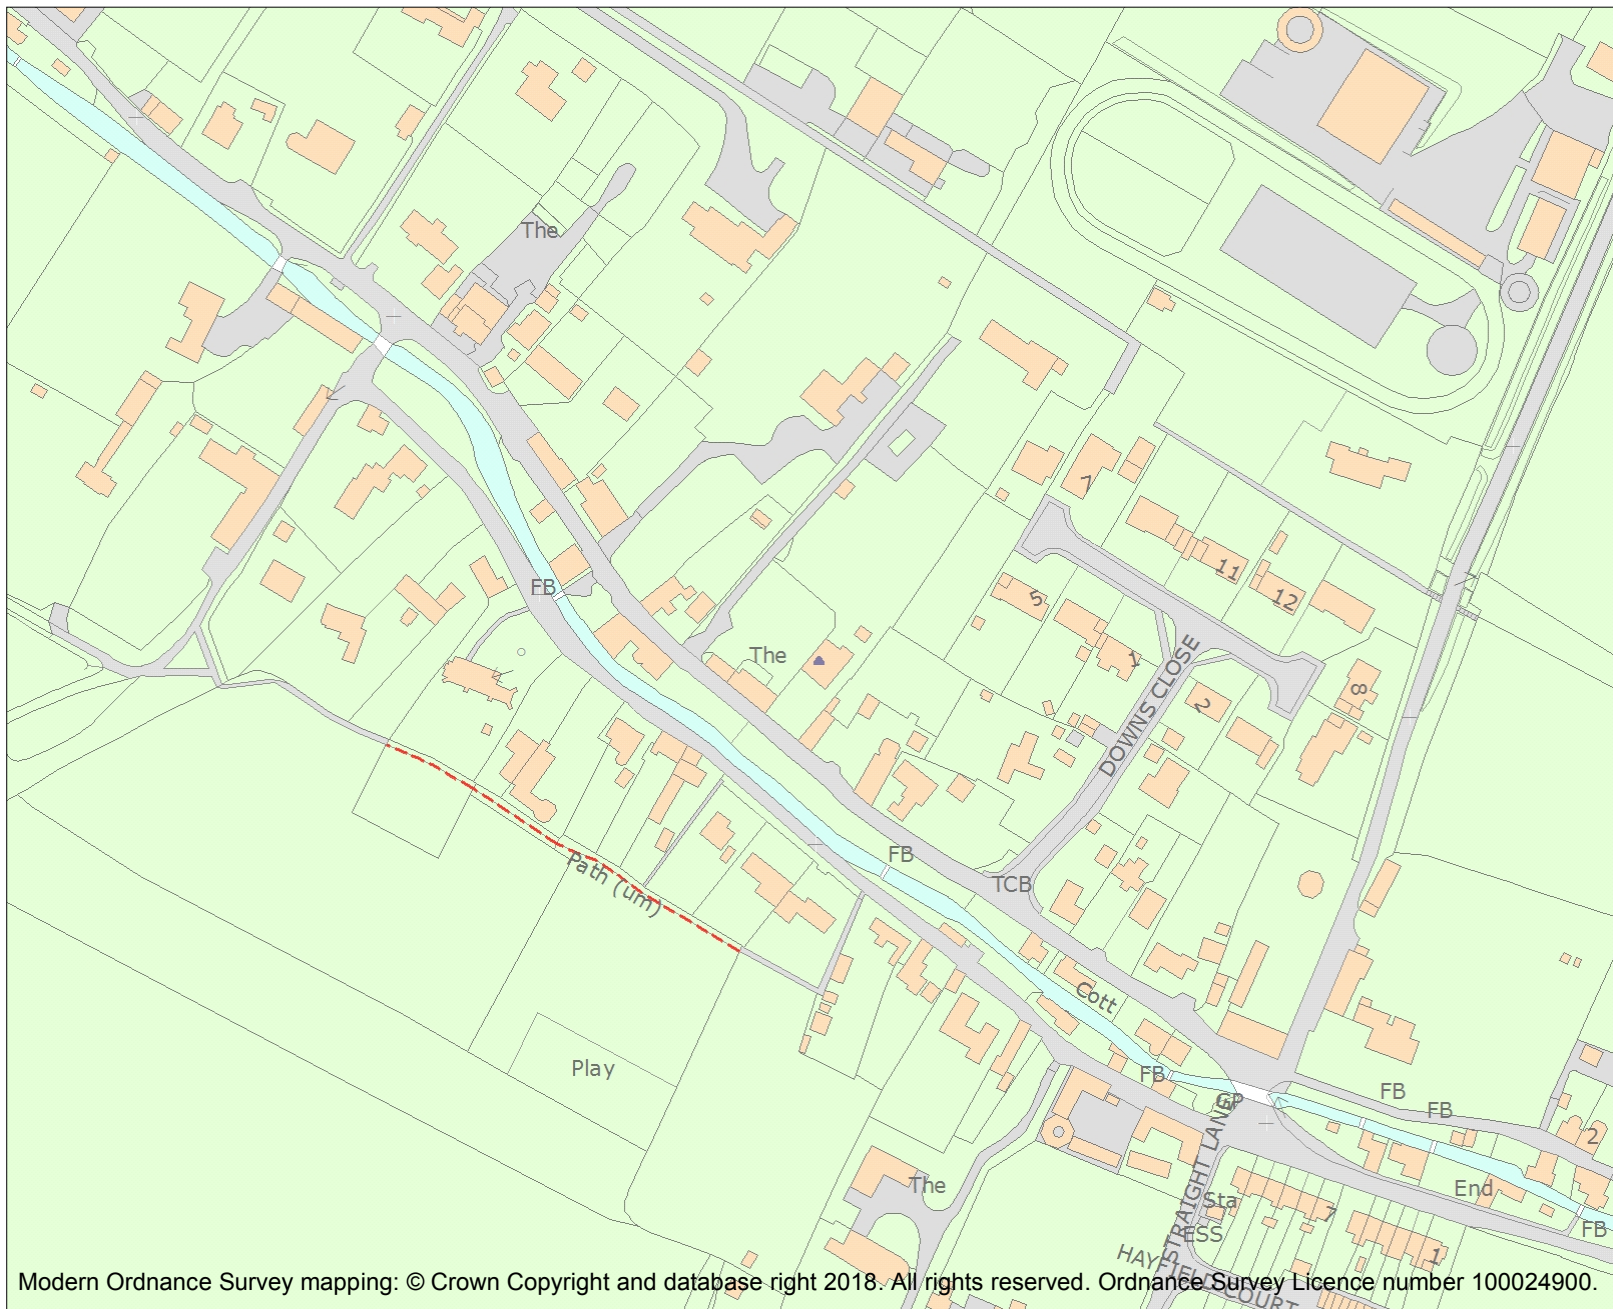 The
7
11
12
5
FB
The
1
8
2
DOWNS CLOSE
FB
TCB
Path (um)
Cott
Play
FB
FB
FB
GP
2
STRAIGHT LANE
The
End
Sta
7
FB
ESS
1
HAYFIELD COURT
Modern Ordnance Survey mapping: © Crown Copyright and database right 2018. All rights reserved. Ordnance Survey Licence number 100024900.